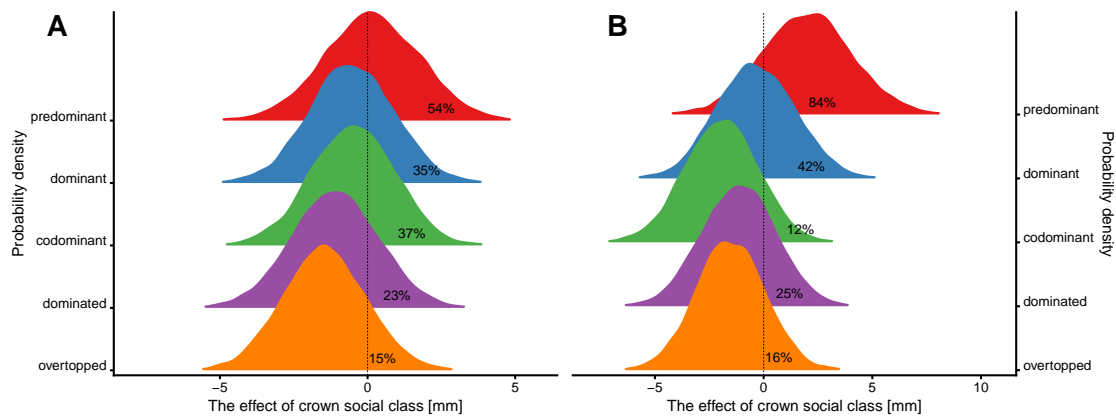 A
B
Probability density
predominant
dominant
codominant
dominated
overtopped
54%
35%
37%
23%
15%
−5
0
5
The effect of crown social class [mm]
84%
42%
12%
25%
16%
predominant
dominant
codominant
dominated
overtopped
Probability density
−5
0
5
10
The effect of crown social class [mm]